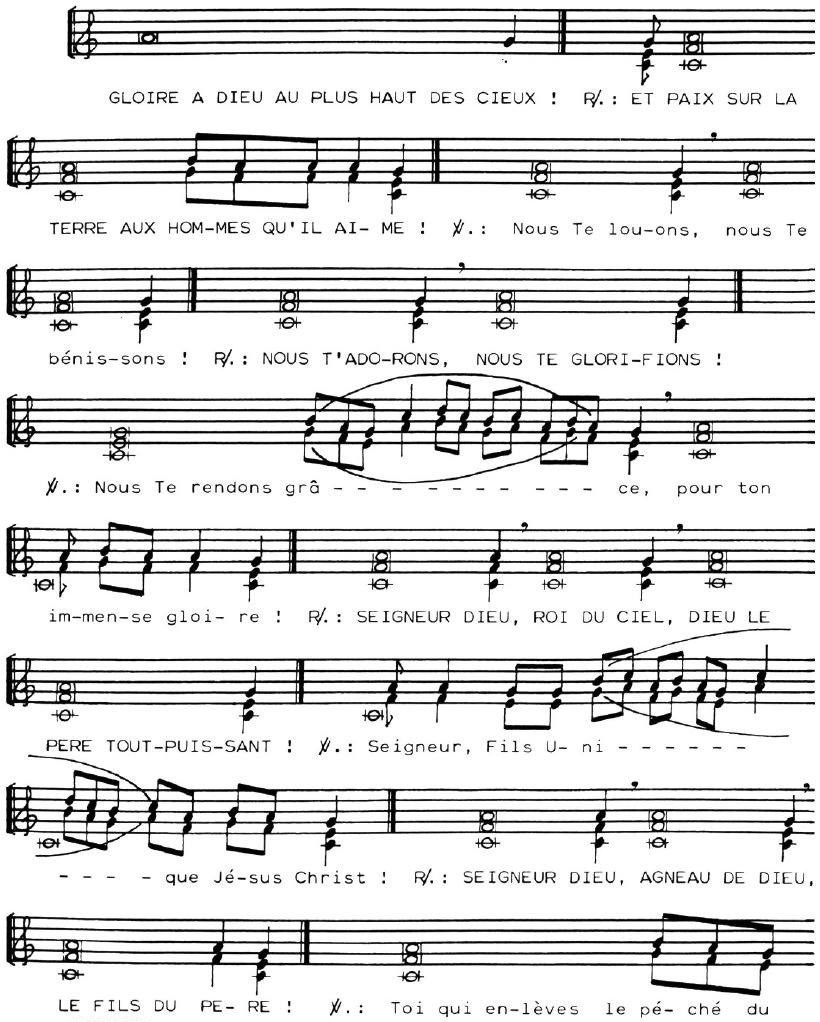 GLOIRE A DIEU AU PLUS HAUT DES CIEUX ! R/.: ET PAIX SUR LA
TERRE AUX HOM-MES QU'IL AI- ME ! V/.: Nous Te lou-ons, nous Te
bénis-sons ! R/.: NOUS T'ADO-RONS, NOUS TE GLORI-FIONS !
V/.: Nous Te rendons grâ - - - - - - - - - - - ce, pour ton
im-men-se gloi- re ! R/.: SEIGNEUR DIEU, ROI DU CIEL, DIEU LE
PERE TOUT-PUIS-SANT ! V/.: Seigneur, Fils U- ni - - - - - -
- - - - que Jé-sus Christ ! R/.: SEIGNEUR DIEU, AGNEAU DE DIEU,
LE FILS DU PE- RE ! V/.: Toi qui en-lèves le pé- ché du